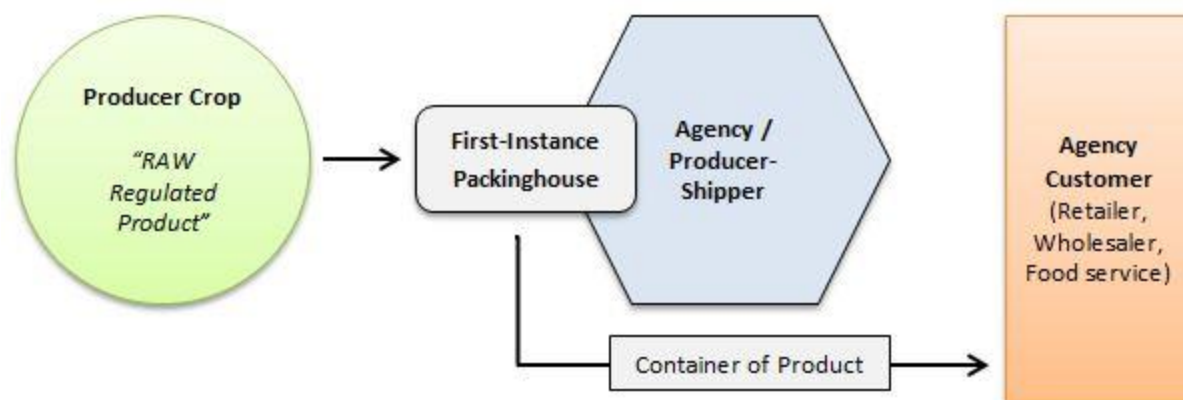 Producer Crop
“RAW
Regulated
Product”
First-Instance
Packinghouse
Agency /
Producer-
Shipper
Container of Product
Agency
Customer
(Retailer,
Wholesaler,
Food service)